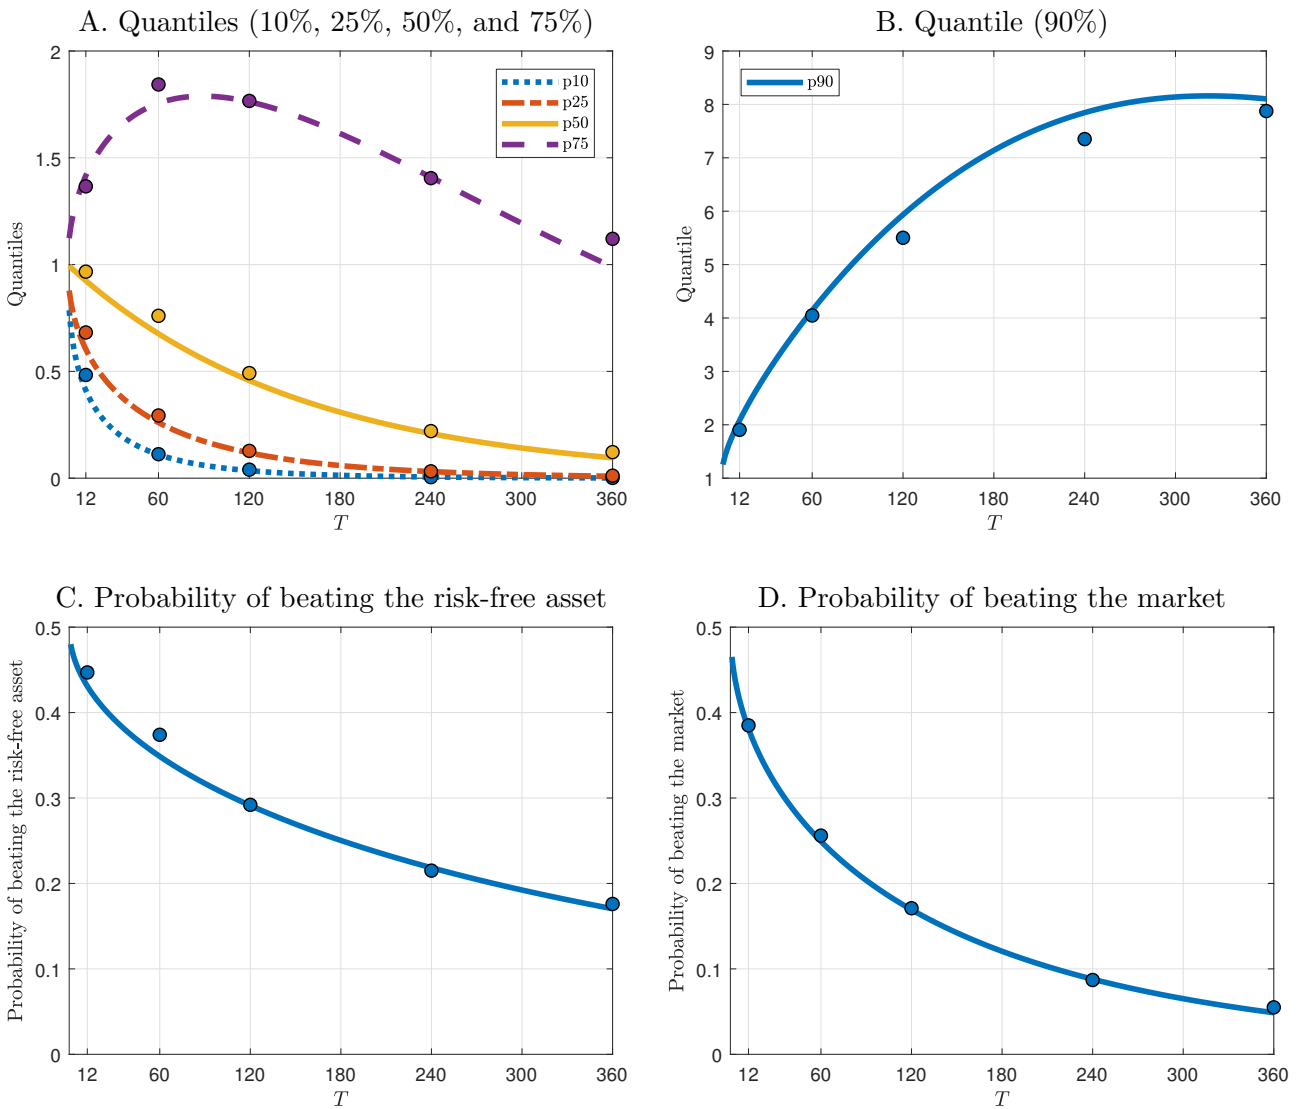 A. Quantiles (10%, 25%, 50%, and 75%)
2
1.5
1
0.5
0
Quantiles
p10
p25
p50
p75
12 60 120 180 240 300 360
T
B. Quantile (90%)
9
8
7
6
5
4
3
2
1
Quantile
p90
12 60 120 180 240 300 360
T
C. Probability of beating the risk-free asset
0.5
0.4
0.3
0.2
0.1
0
Probability of beating the risk-free asset
12 60 120 180 240 300 360
T
D. Probability of beating the market
0.5
0.4
0.3
0.2
0.1
0
Probability of beating the market
12 60 120 180 240 300 360
T